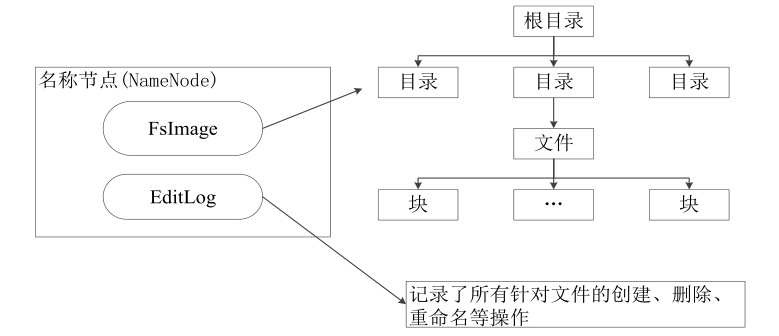 根目录
名称节点(NameNode)
目录
目录
目录
FsImage
文件
EditLog
块
…
块
记录了所有针对文件的创建、删除、
重命名等操作